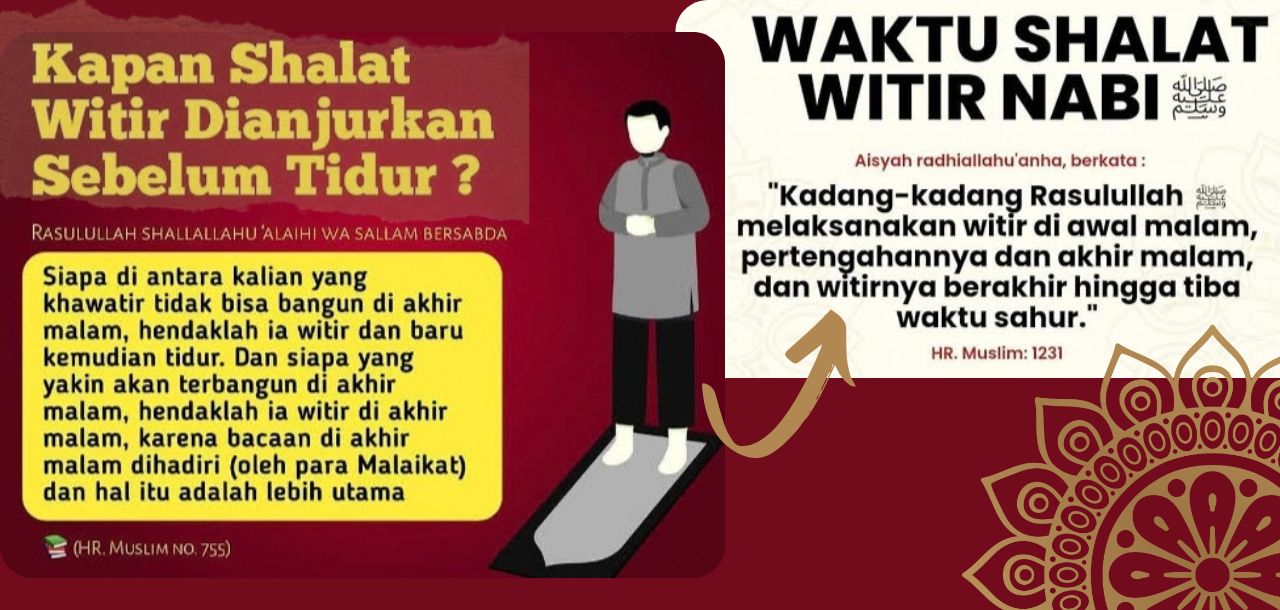 Kapan Shalat
Witir Dianjurkan
Sebelum Tidur ?
RASULULLAH SHALLALLAHU ‘ALAIHI WA SALLAM BERSABDA
Siapa di antara kalian yang
khawatir tidak bisa bangun di akhir
malam, hendaklah ia witir dan baru
kemudian tidur. Dan siapa yang
yakin akan terbangun di akhir
malam, hendaklah ia witir di akhir
malam, karena bacaan di akhir
malam dihadiri (oleh para Malaikat)
dan hal itu adalah lebih utama
(HR. MUSLIM NO. 755)
WAKTU SHALAT
WITIR NABI ﷺ
Aisyah radhiallahu'anha, berkata :
"Kadang-kadang Rasulullah ﷺ
melaksanakan witir di awal malam,
pertengahannya dan akhir malam,
dan witirnya berakhir hingga tiba
waktu sahur."
HR. Muslim: 1231